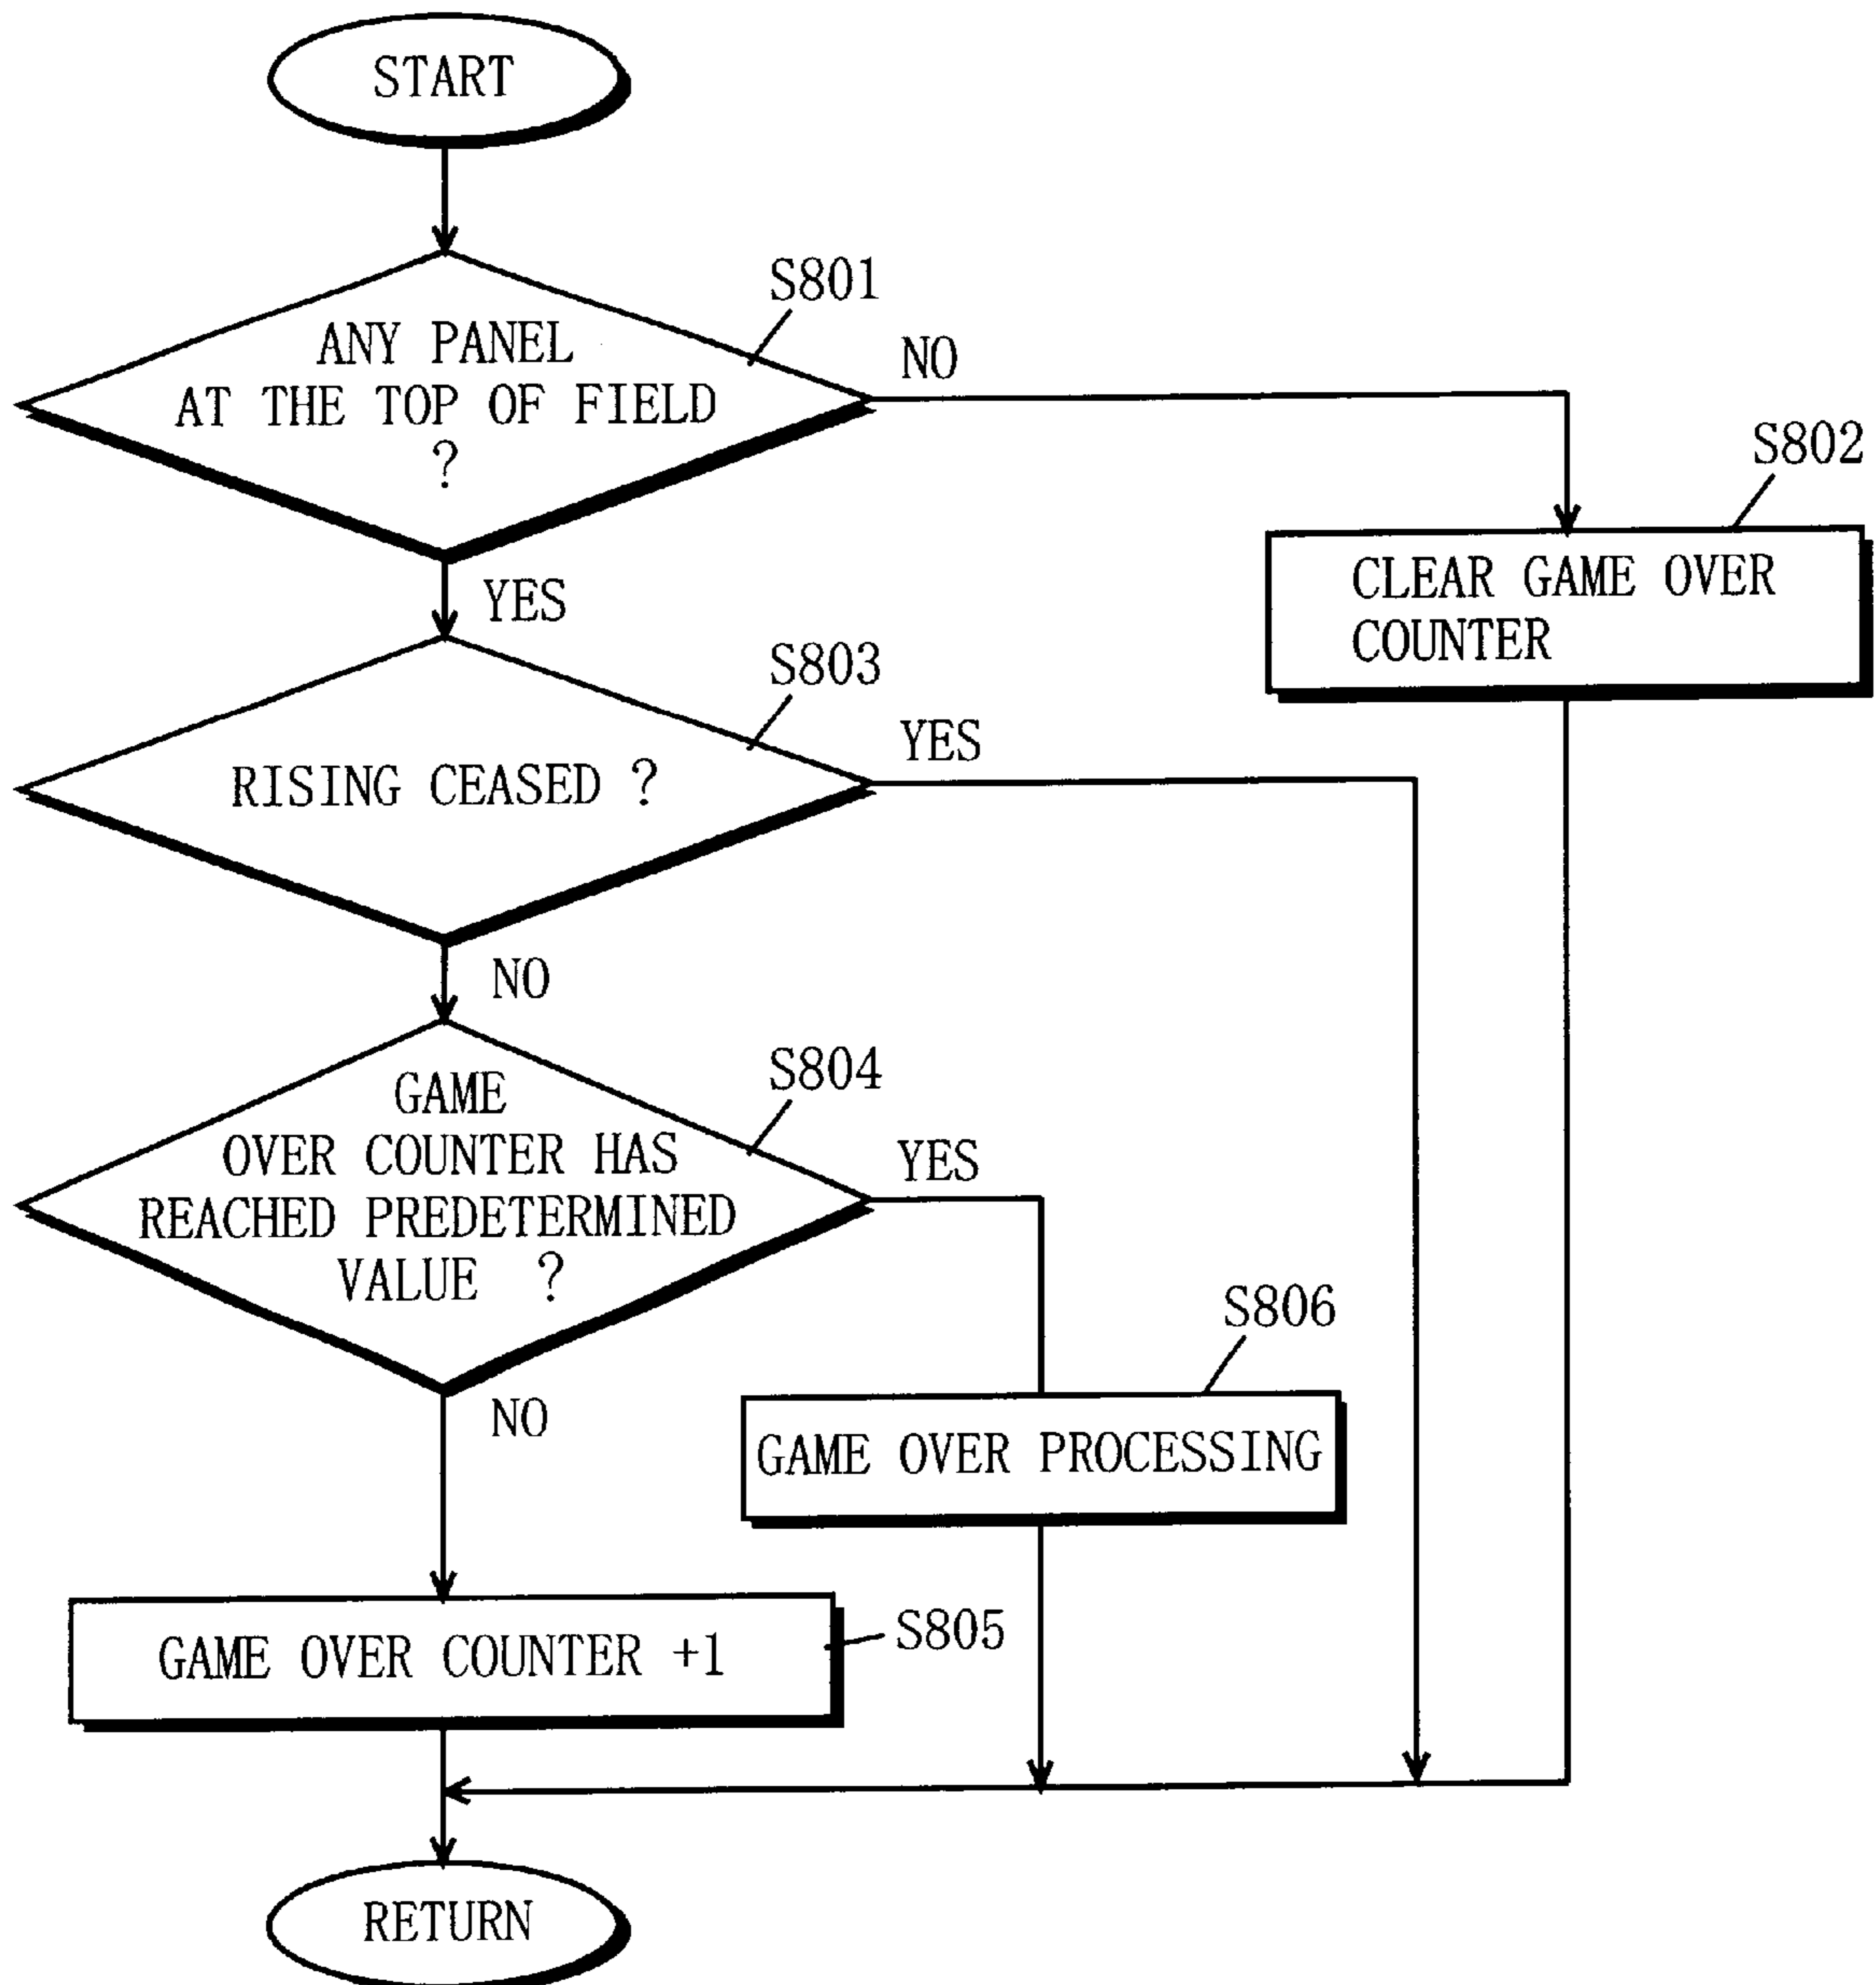 START
S801
ANY PANEL
AT THE TOP OF FIELD
?
NO
YES
S802
CLEAR GAME OVER
COUNTER
S803
RISING CEASED ?
YES
NO
S804
GAME
OVER COUNTER HAS
REACHED PREDETERMINED
VALUE ?
YES
NO
S806
GAME OVER PROCESSING
GAME OVER COUNTER +1
S805
RETURN